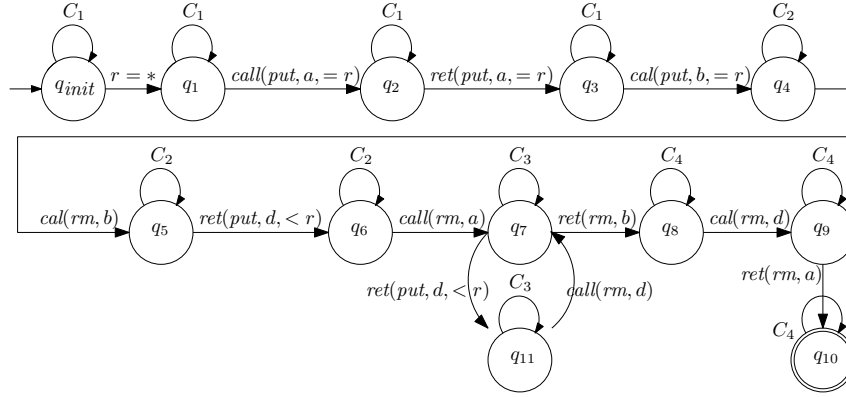 C₁ C₁ C₁ C₁ C₂
q_init r = ∗ q₁ call(put, a, = r) q₂ ret(put, a, = r) q₃ cal(put, b, = r) q₄
C₂ C₂ C₃ C₄ C₄
cal(rm, b) q₅ ret(put, d, < r) q₆ call(rm, a) q₇ ret(rm, b) q₈ cal(rm, d) q₉
ret(put, d, < r) C₃ call(rm, d) ret(rm, a)
q₁₁ C₄ q₁₀